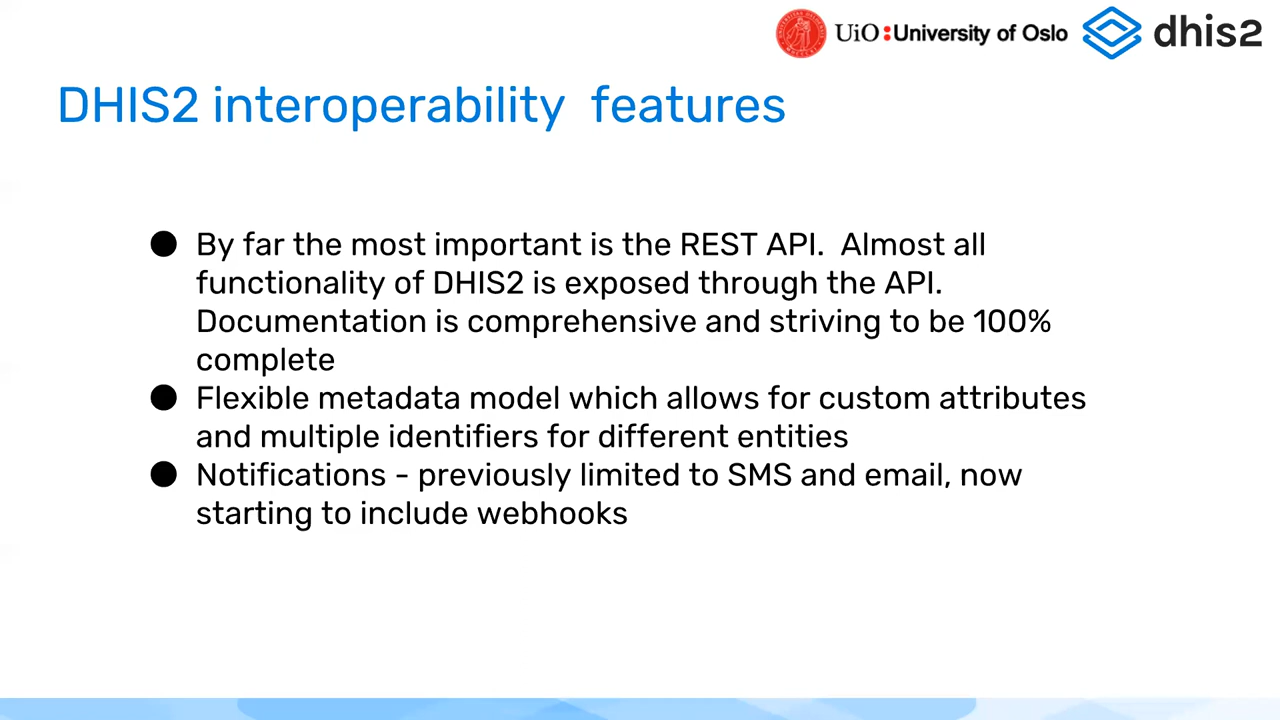 UiO:University of Oslo
dhis2
DHIS2 interoperability features
● By far the most important is the REST API. Almost all
functionality of DHIS2 is exposed through the API.
Documentation is comprehensive and striving to be 100%
complete
● Flexible metadata model which allows for custom attributes
and multiple identifiers for different entities
● Notifications - previously limited to SMS and email, now
starting to include webhooks